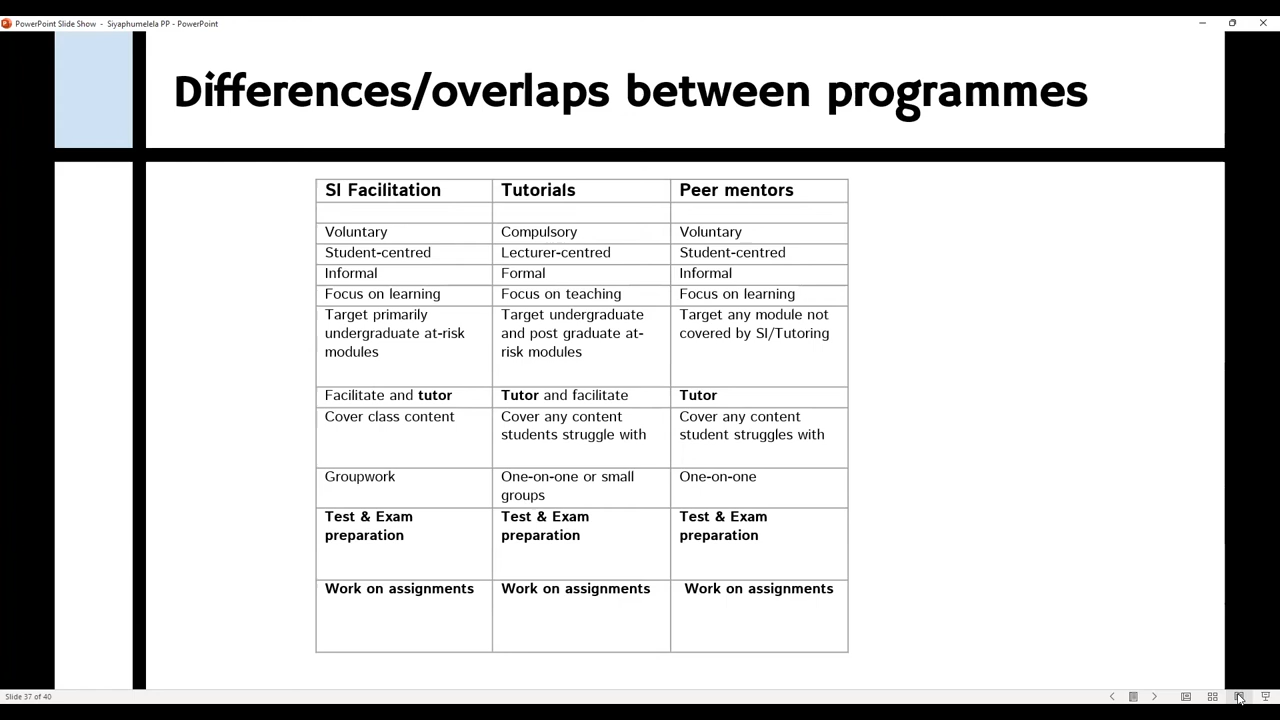 PowerPoint Slide Show - Siyaphumelela PP - PowerPoint
Differences/overlaps between programmes
SI Facilitation Tutorials Peer mentors
Voluntary Compulsory Voluntary
Student-centred Lecturer-centred Student-centred
Informal Formal Informal
Focus on learning Focus on teaching Focus on learning
Target primarily
undergraduate at-risk
modules
Target undergraduate
and post graduate at-
risk modules
Target any module not
covered by SI/Tutoring
Facilitate and tutor Tutor and facilitate Tutor
Cover class content
Cover any content
students struggle with
Cover any content
student struggles with
Groupwork
One-on-one or small
groups
One-on-one
Test & Exam
preparation
Test & Exam
preparation
Test & Exam
preparation
Work on assignments Work on assignments Work on assignments
Slide 37 of 40